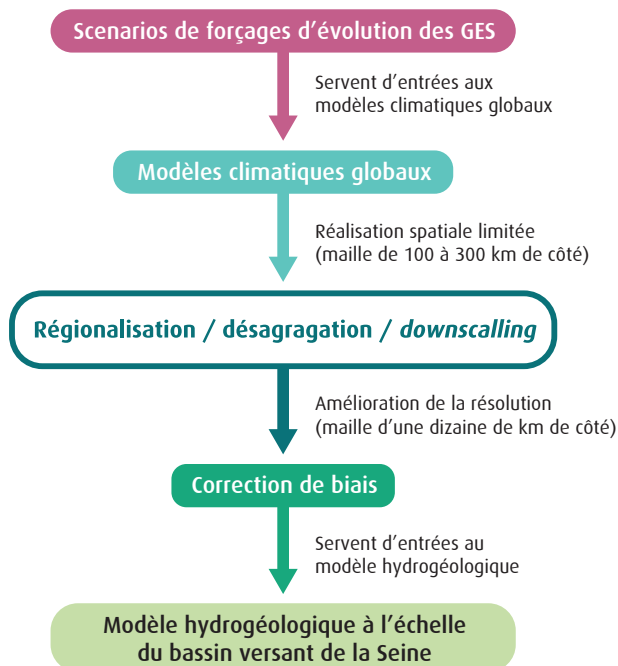 Scenarios de forçages d'évolution des GES
Servent d'entrées aux
modèles climatiques globaux
Modèles climatiques globaux
Réalisation spatiale limitée
(maille de 100 à 300 km de côté)
Régionalisation / désagragation / downscalling
Amélioration de la résolution
(maille d'une dizaine de km de côté)
Correction de biais
Servent d'entrées au
modèle hydrogéologique
Modèle hydrogéologique à l'échelle
du bassin versant de la Seine